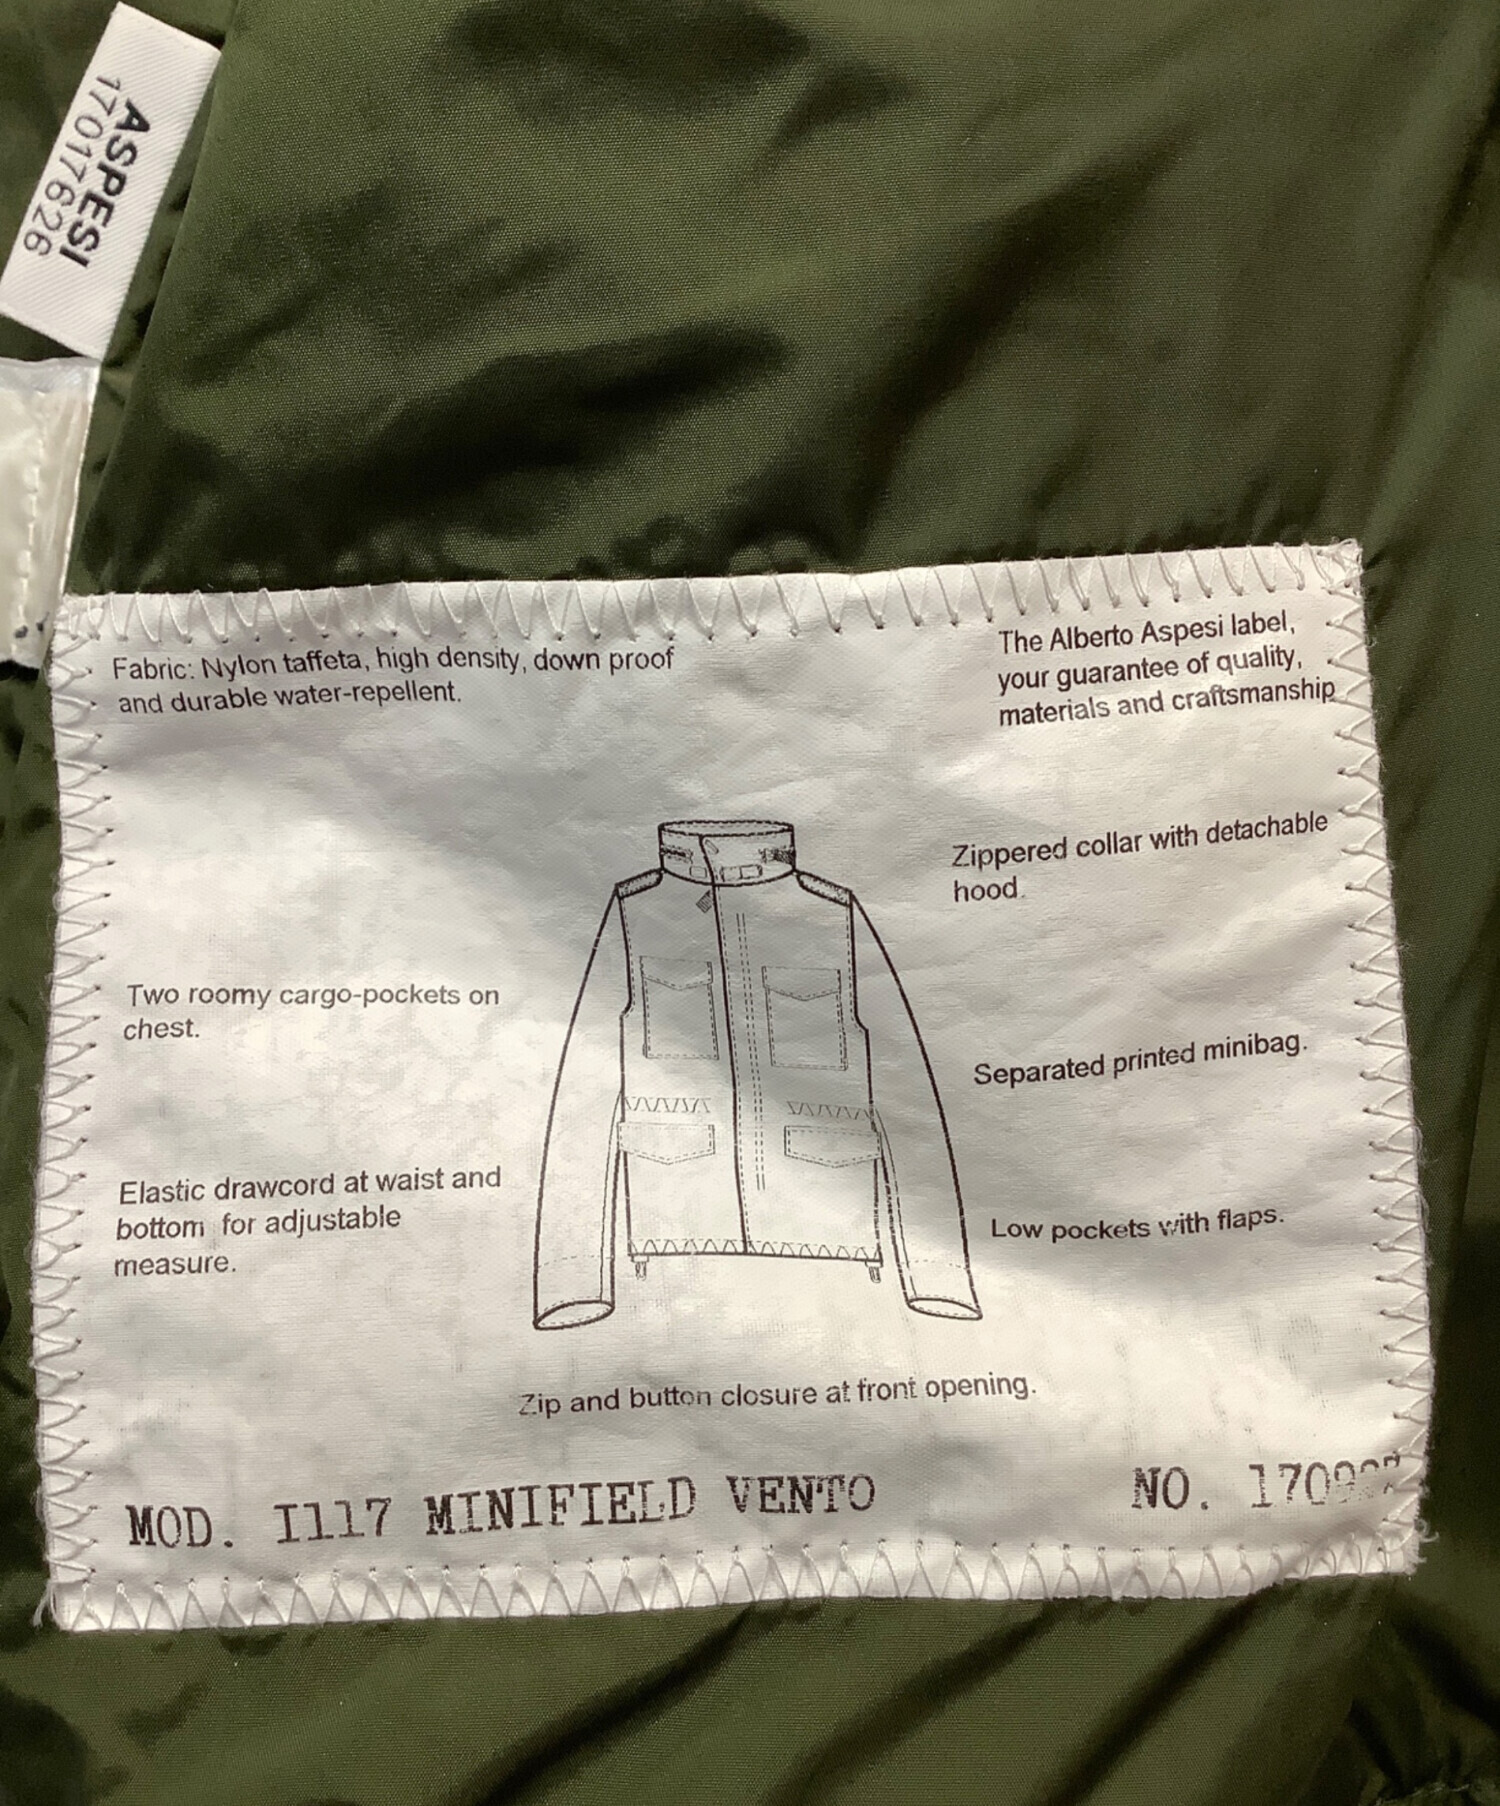 ASPESI
17017626
Fabric: Nylon taffeta, high density, down proof
and durable water-repellent.
The Alberto Aspesi label,
your guarantee of quality,
materials and craftsmanship
Zippered collar with detachable
hood.
Two roomy cargo-pockets on
chest.
Separated printed minibag.
Elastic drawcord at waist and
bottom for adjustable
measure.
Low pockets with flaps.
Zip and button closure at front opening.
MOD. I117 MINIFIELD VENTO
NO.